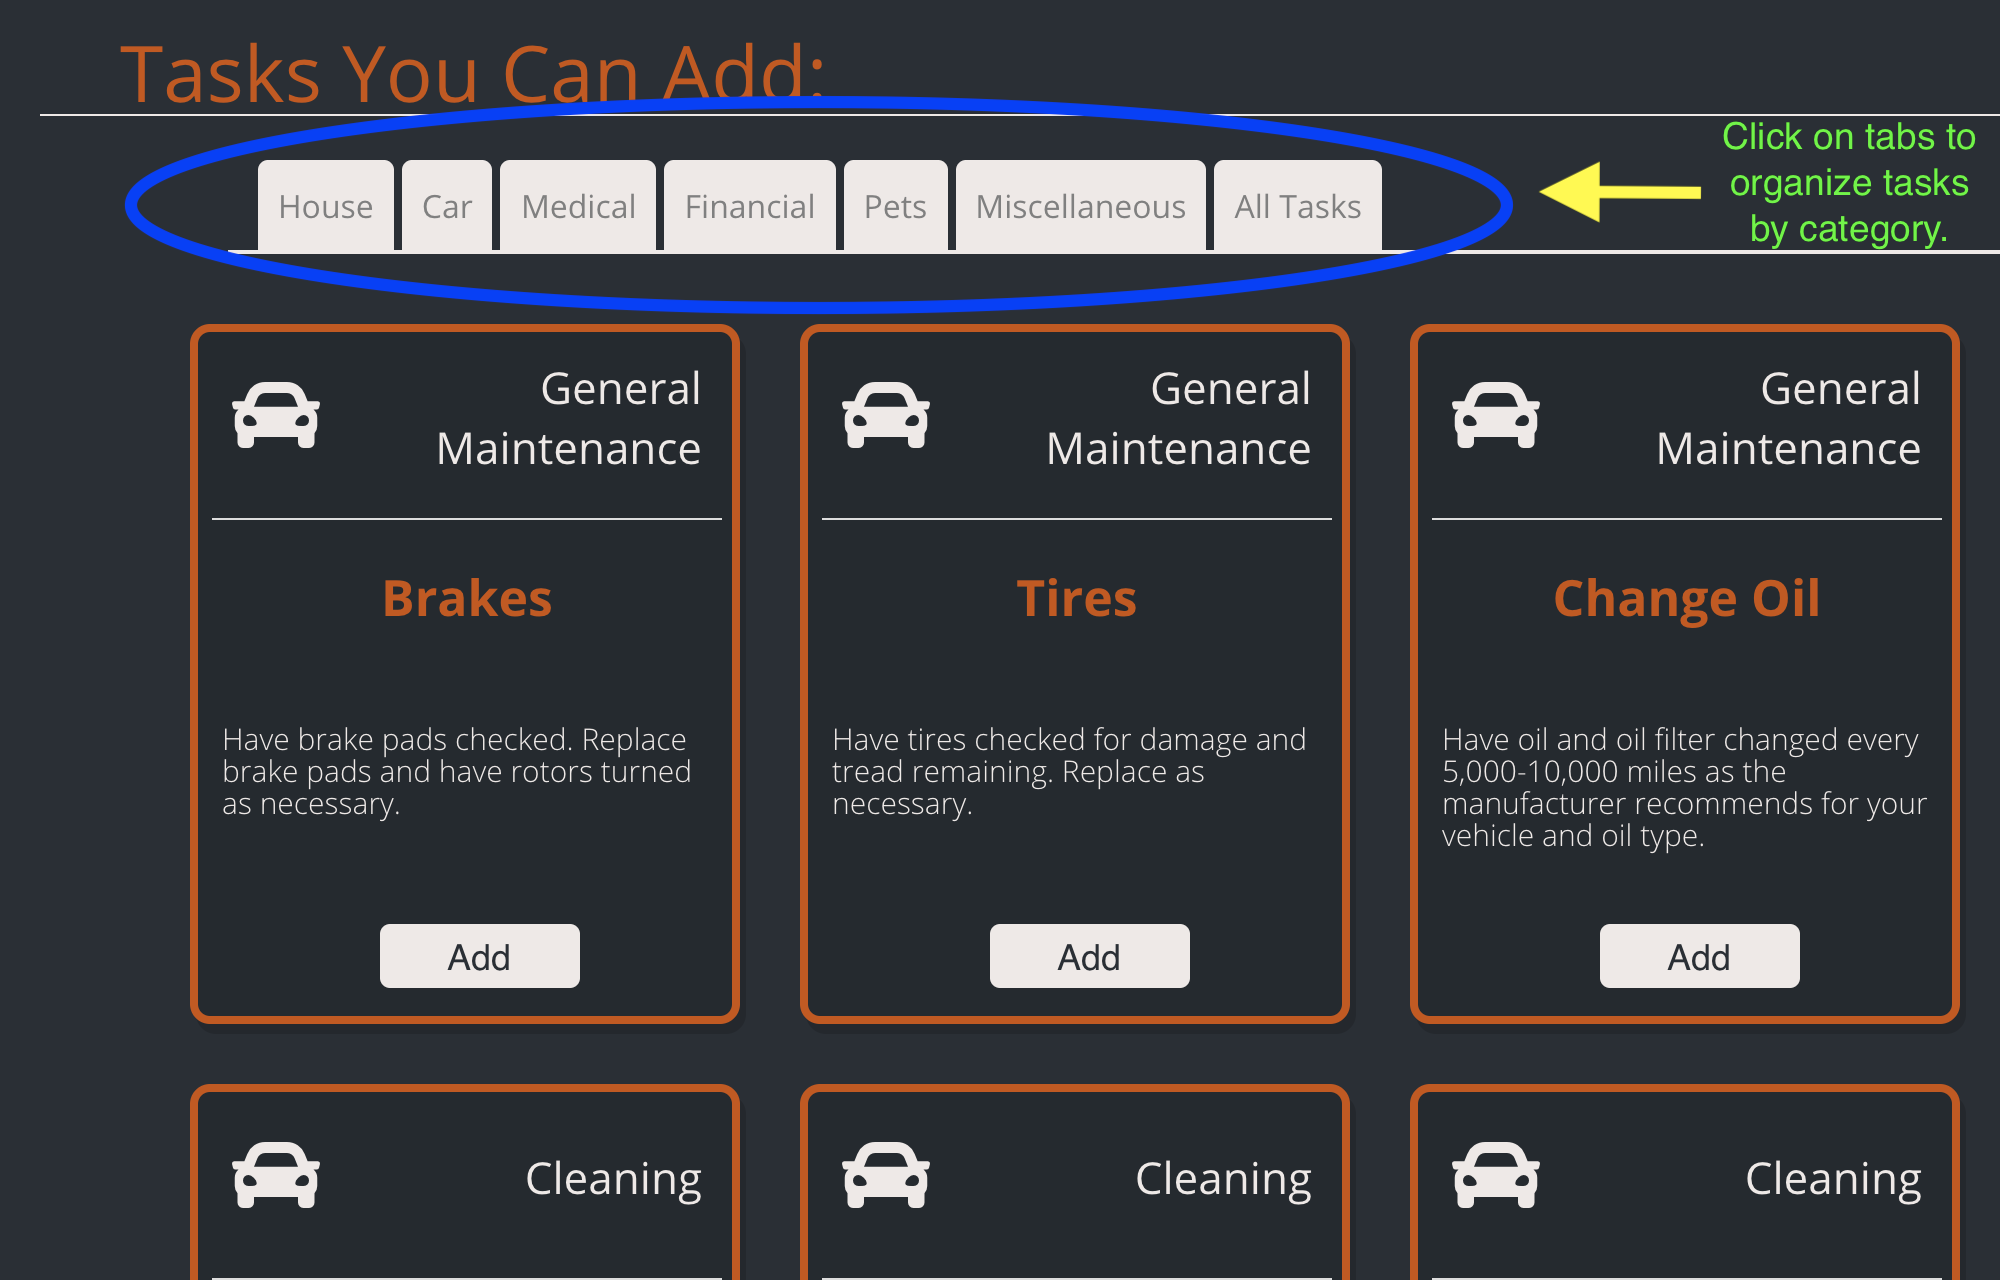 Tasks You Can Add:
Click on tabs to
organize tasks
by category.
House Car Medical Financial Pets Miscellaneous All Tasks
General
Maintenance
Brakes
Have brake pads checked. Replace
brake pads and have rotors turned
as necessary.
Add
General
Maintenance
Tires
Have tires checked for damage and
tread remaining. Replace as
necessary.
Add
General
Maintenance
Change Oil
Have oil and oil filter changed every
5,000-10,000 miles as the
manufacturer recommends for your
vehicle and oil type.
Add
Cleaning
Cleaning
Cleaning